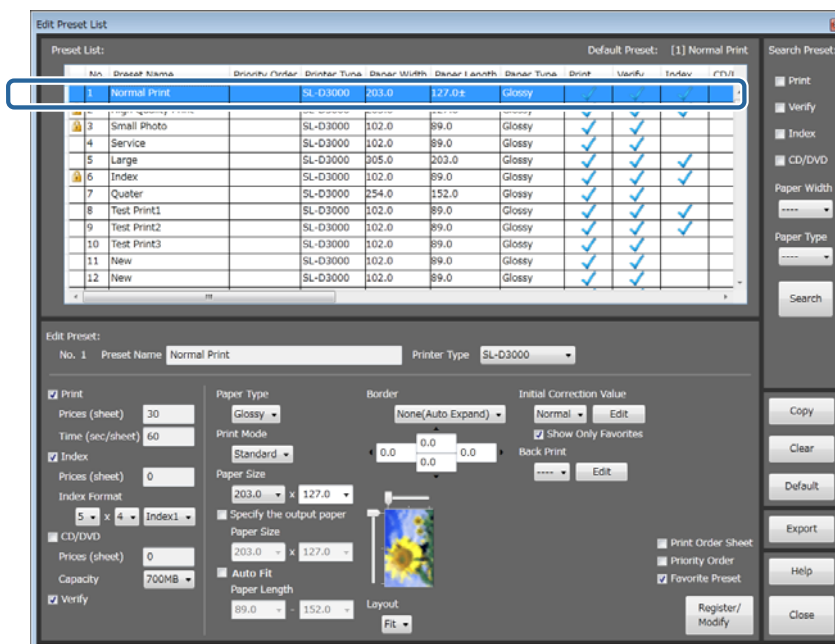 Edit Preset List
Preset List: Default Preset: [1] Normal Print
No. Preset Name Priority Order Printer Type Paper Width Paper Length Paper Type Print Verify Index
1 Normal Print SL-D3000 203.0 127.0± Glossy
3 Small Photo SL-D3000 102.0 89.0 Glossy
4 Service SL-D3000 102.0 89.0 Glossy
5 Large SL-D3000 305.0 203.0 Glossy
6 Index SL-D3000 102.0 89.0 Glossy
7 Quater SL-D3000 254.0 152.0 Glossy
8 Test Print1 SL-D3000 102.0 89.0 Glossy
9 Test Print2 SL-D3000 102.0 89.0 Glossy
10 Test Print3 SL-D3000 102.0 89.0 Glossy
11 New SL-D3000 102.0 89.0 Glossy
12 New SL-D3000 102.0 89.0 Glossy
Search Preset:
Print
Verify
Index
CD/DVD
Paper Width
----
Paper Type
----
Search
Edit Preset:
No. 1 Preset Name Normal Print Printer Type SL-D3000
Print
Prices (sheet) 30
Time (sec/sheet) 60
Index
Prices (sheet) 0
Index Format
5 x 4 Index1
CD/DVD
Prices (sheet) 0
Capacity 700MB
Verify
Paper Type
Glossy
Print Mode
Standard
Paper Size
203.0 x 127.0
Specify the output paper
Paper Size
203.0 x 127.0
Auto Fit
Paper Length
89.0 - 152.0
Border
None(Auto Expand)
0.0
0.0 0.0
0.0
Layout
Fit
Initial Correction Value
Normal Edit
Show Only Favorites
Back Print
---- Edit
Print Order Sheet
Priority Order
Favorite Preset
Register/
Modify
Copy
Clear
Default
Export
Help
Close